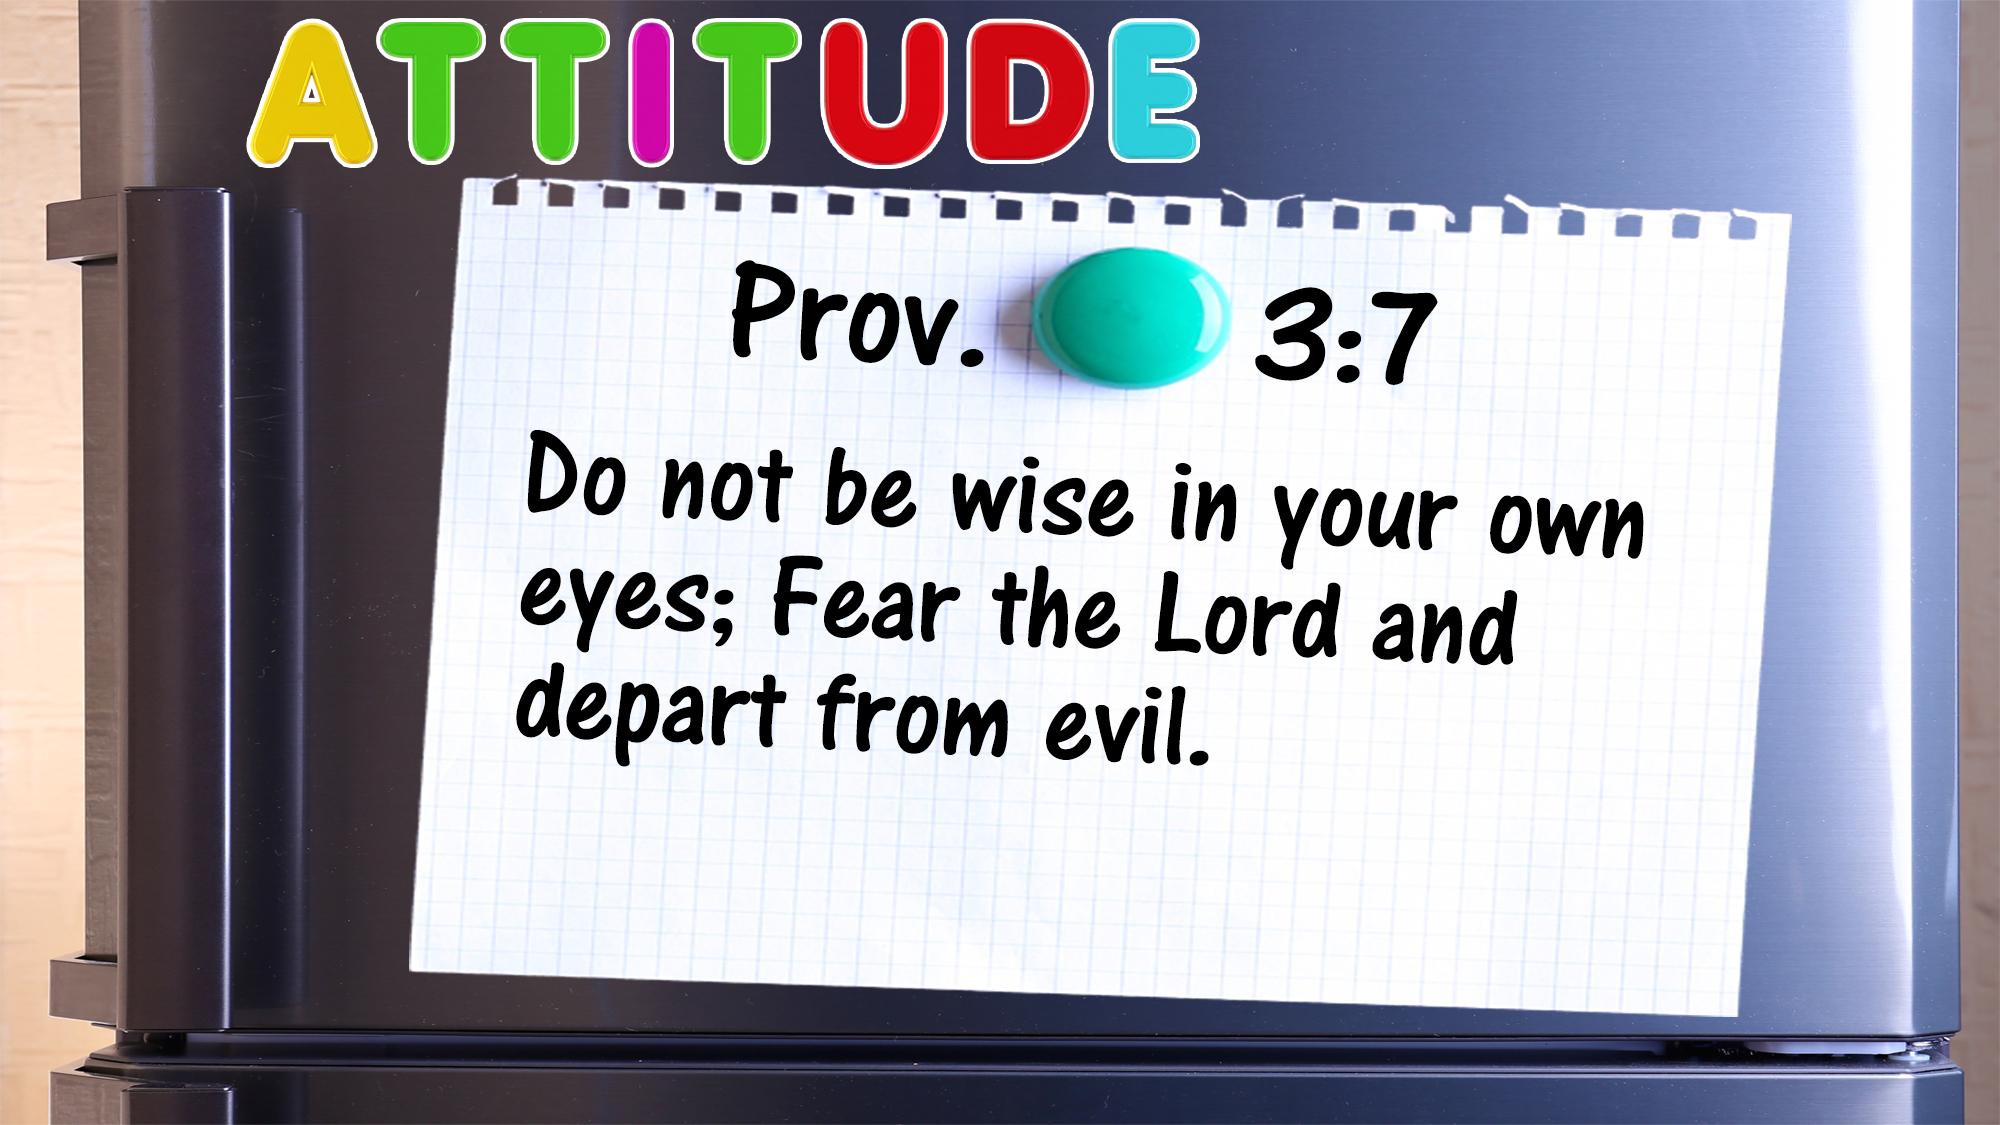 ATTITUDE
Prov. 3:7
Do not be wise in your own
eyes; Fear the Lord and
depart from evil.